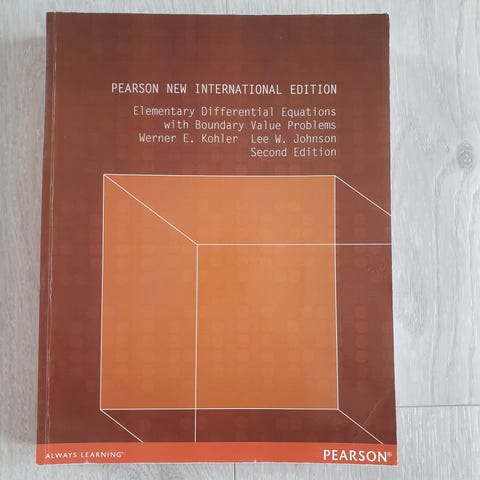 PEARSON NEW INTERNATIONAL EDITION
Elementary Differential Equations
with Boundary Value Problems
Werner E. Kohler Lee W. Johnson
Second Edition
ALWAYS LEARNING
PEARSON®